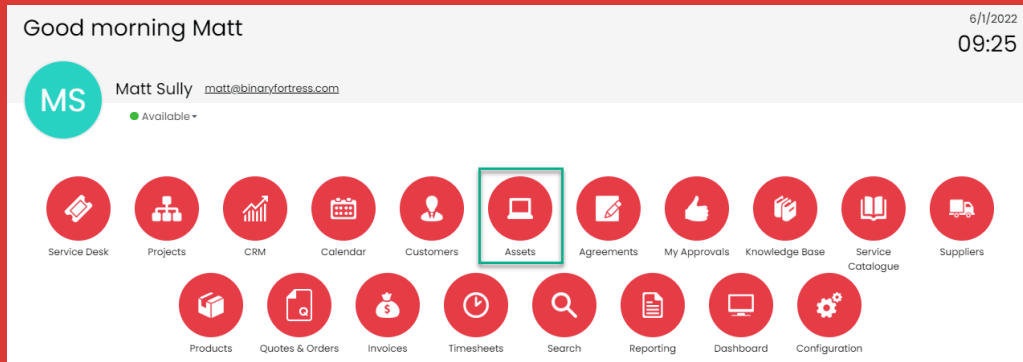 Good morning Matt
6/1/2022
09:25
MS
Matt Sully matt@binaryfortress.com
Available
Service Desk Projects CRM Calendar Customers Assets Agreements My Approvals Knowledge Base Service Catalogue Suppliers
Q
$
Products Quotes & Orders Invoices Timesheets Search Reporting Dashboard Configuration